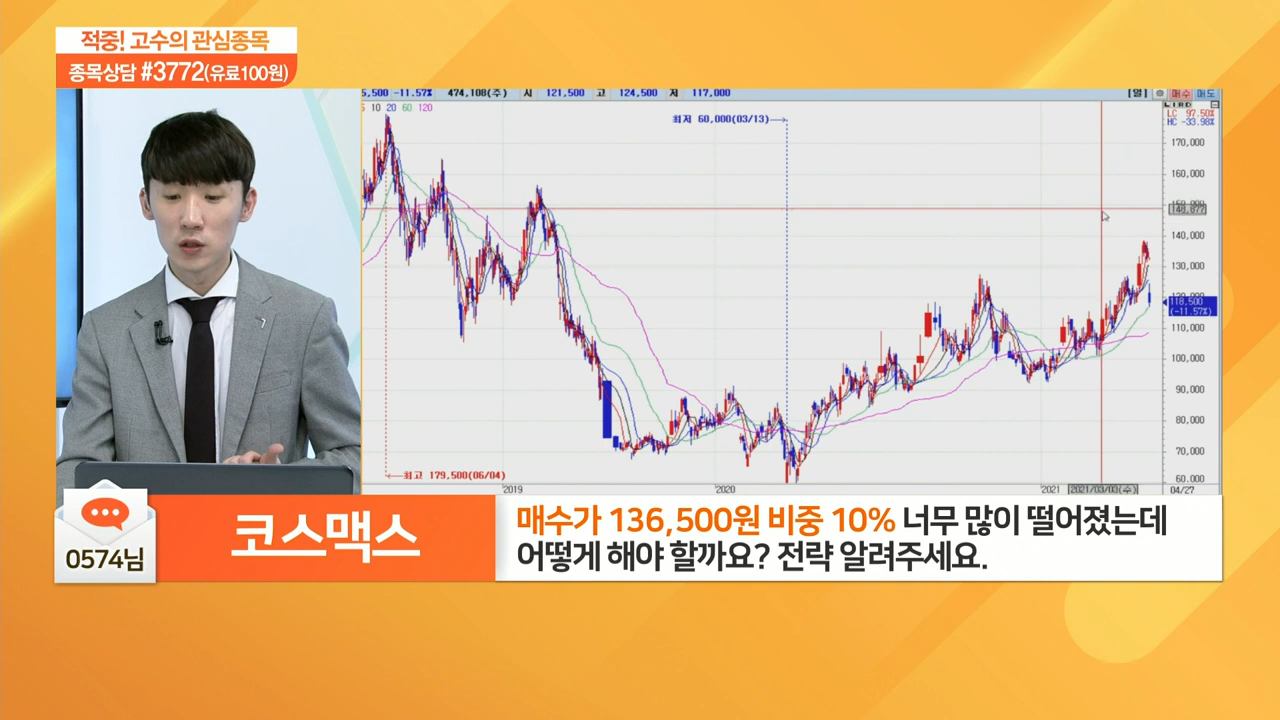 적중! 고수의 관심종목
종목상담 #3772(유료100원)
5,500 -11.57% 474,108(주) 시 121,500 고 124,500 저 117,000
[일] 매수 매도
5 10 20 60 120
LC 97.50%
HC -33.98%
최저 60,000(03/13)
최고 179,500(06/04)
170,000
160,000
150,000
148,877
140,000
130,000
120,000
118,500
(-11.57%)
110,000
100,000
90,000
80,000
70,000
60,000
2019 2020 2021 2021/03/03(수) 04/27
0574님
코스맥스
매수가 136,500원 비중 10% 너무 많이 떨어졌는데
어떻게 해야 할까요? 전략 알려주세요.